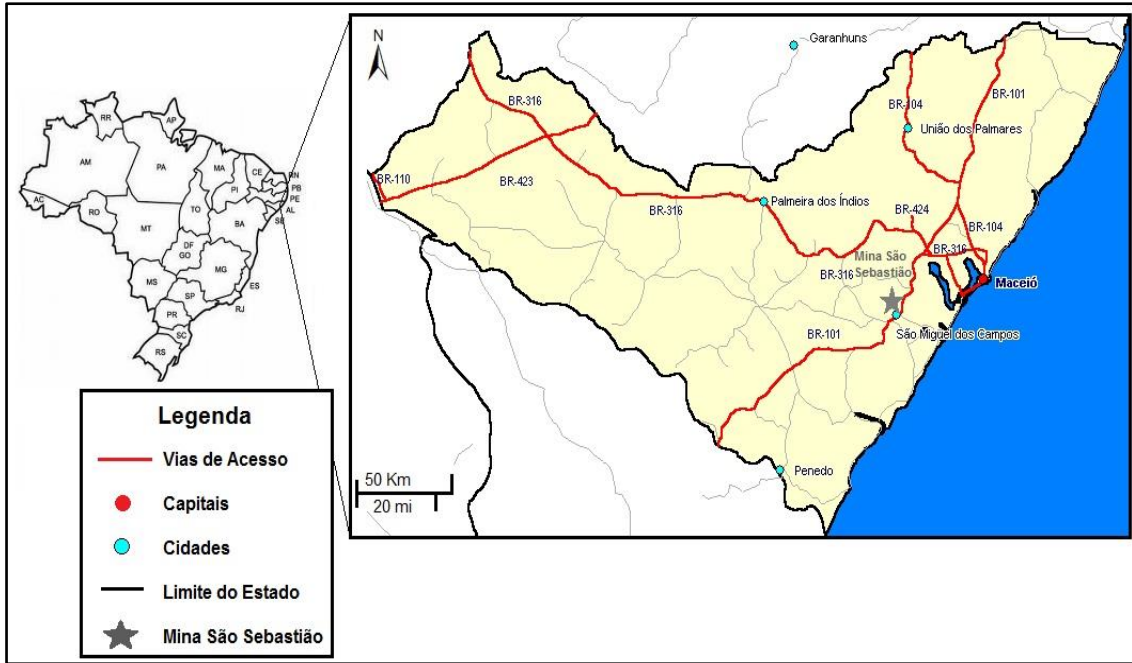 RR
AP
AM
PA
MA
CE
RN
PB
PE
AL
SE
PI
AC
RO
TO
BA
MT
DF
GO
MG
MS
ES
SP
RJ
PR
SC
RS
N
Garanhuns
BR-316
BR-104
BR-101
União dos Palmares
BR-110
BR-423
BR-316
Palmeira dos Índios
BR-424
BR-104
BR-316
Mina São
Sebastião
BR-316
Maceió
São Miguel dos Campos
BR-101
Penedo
50 Km
20 mi
Legenda
Vias de Acesso
Capitais
Cidades
Limite do Estado
Mina São Sebastião